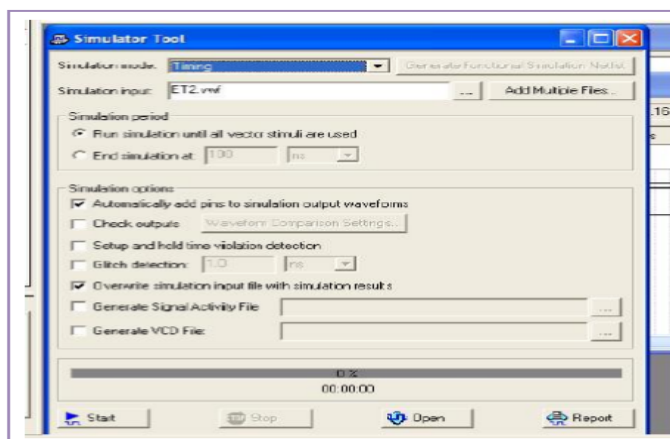 Simulator Tool
Simulation mode: Timing Generate Functional Simulation Netlist
Simulation input: ET2.vwf ... Add Multiple Files...
.16
Simulation period
Run simulation until all vector stimuli are used
End simulation at: 100 ns
Simulation options
Automatically add pins to simulation output waveforms
Check outputs Waveform Comparison Settings...
Setup and hold time violation detection
Glitch detection: 1.0 ns
Overwrite simulation input file with simulation results
Generate Signal Activity File: ...
Generate VCD File: ...
0 %
00:00:00
Start Stop Open Report